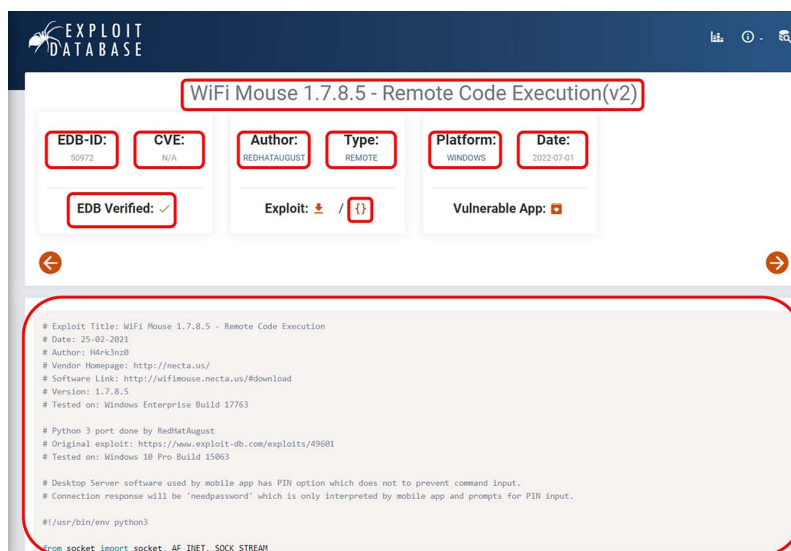 EXPLOIT
DATABASE
WiFi Mouse 1.7.8.5 - Remote Code Execution(v2)
EDB-ID:
50972
CVE:
N/A
Author:
REDHATAUGUST
Type:
REMOTE
Platform:
WINDOWS
Date:
2022-07-01
EDB Verified:
Exploit: / {}
Vulnerable App:
# Exploit Title: WiFi Mouse 1.7.8.5 - Remote Code Execution
# Date: 25-02-2021
# Author: H4rk3nz0
# Vendor Homepage: http://necta.us/
# Software Link: http://wifimouse.necta.us/#download
# Version: 1.7.8.5
# Tested on: Windows Enterprise Build 17763
# Python 3 port done by RedHatAugust
# Original exploit: https://www.exploit-db.com/exploits/49601
# Tested on: Windows 10 Pro Build 15063
# Desktop Server software used by mobile app has PIN option which does not to prevent command input.
# Connection response will be 'needpassword' which is only interpreted by mobile app and prompts for PIN input.
#!/usr/bin/env python3
from socket import socket, AF_INET, SOCK_STREAM